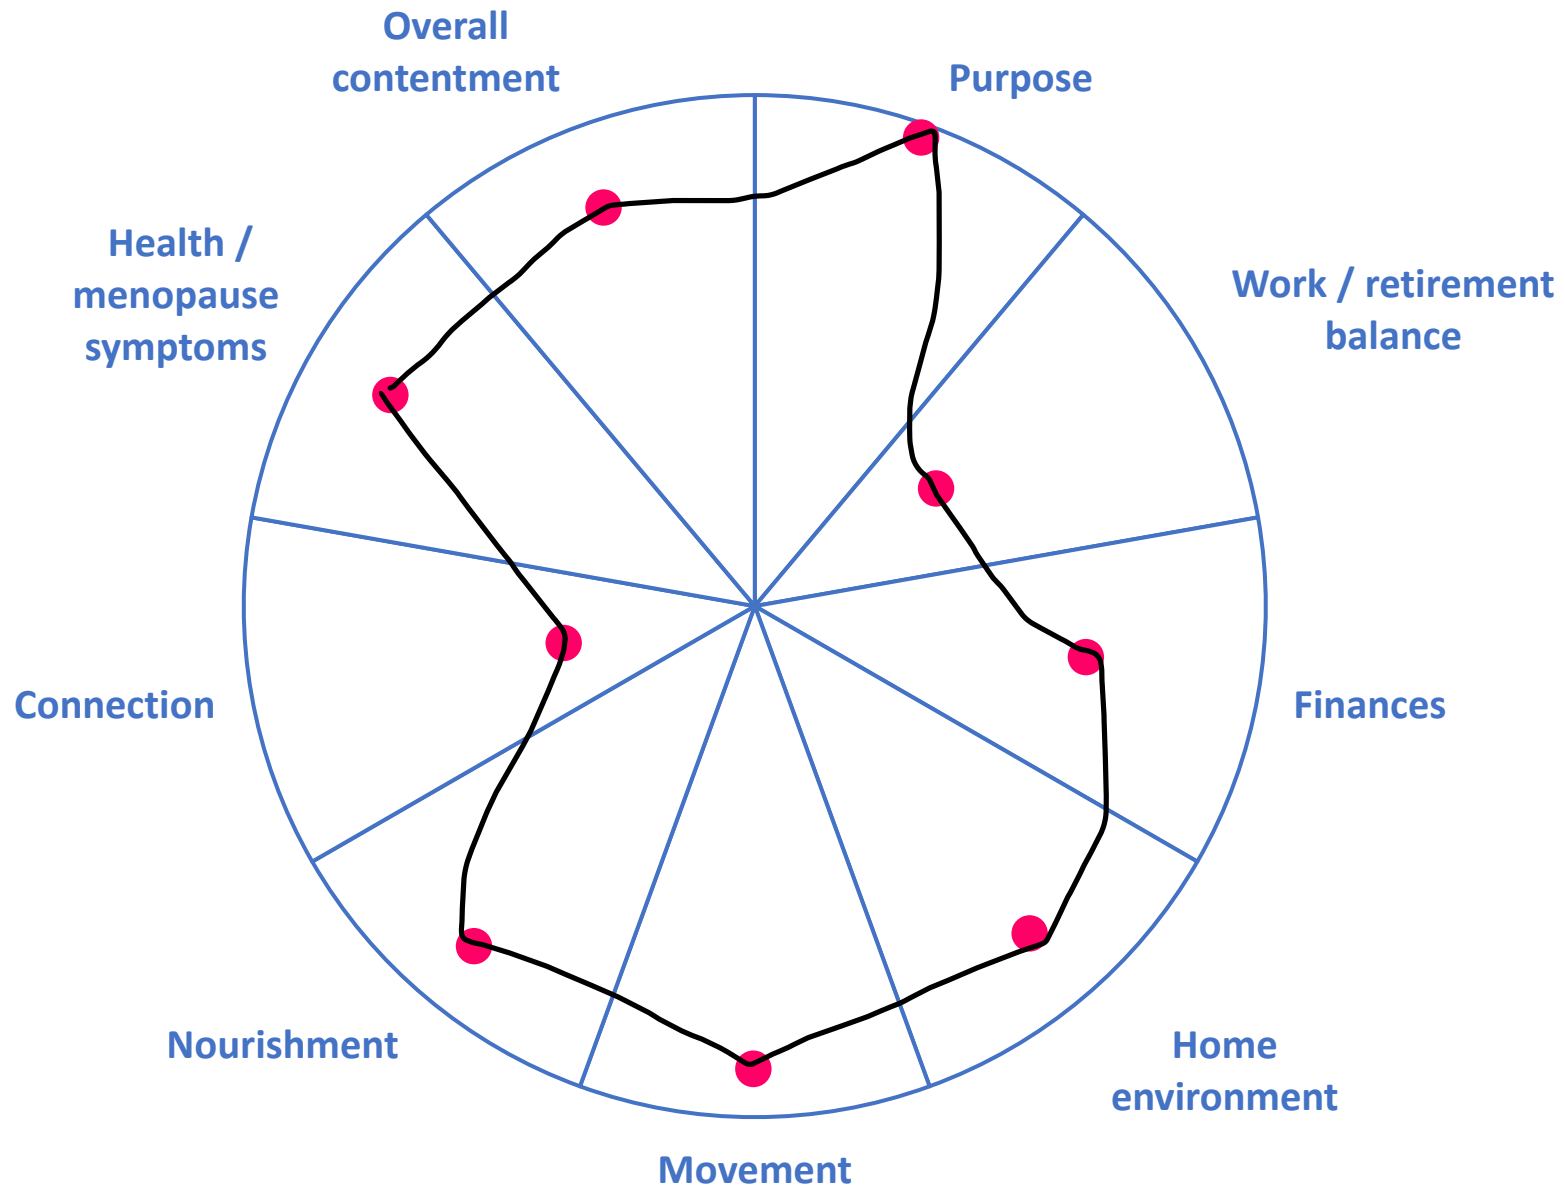 Overall
contentment
Purpose
Health /
menopause
symptoms
Work / retirement
balance
Connection
Finances
Nourishment
Home
environment
Movement